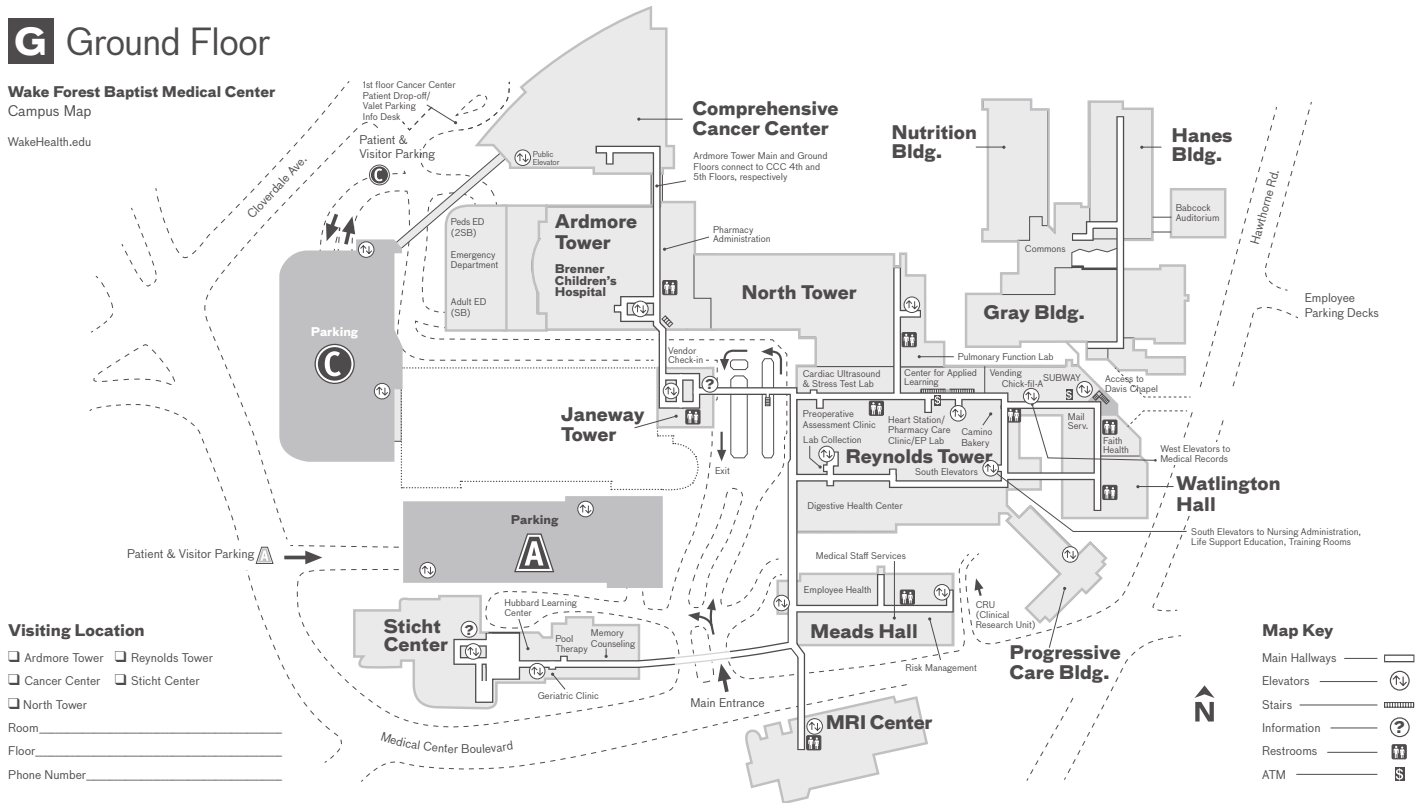 G Ground Floor
Wake Forest Baptist Medical Center
Campus Map
WakeHealth.edu
1st floor Cancer Center
Patient Drop-off/
Valet Parking
Info Desk
Patient &
Visitor Parking
C
Cloverdale Ave.
Public
Elevator
Comprehensive
Cancer Center
Ardmore Tower Main and Ground
Floors connect to CCC 4th and
5th Floors, respectively
Nutrition
Bldg.
Hanes
Bldg.
Babcock
Auditorium
Hawthorne Rd.
Commons
Gray Bldg.
Employee
Parking Decks
Peds ED
(2SB)
Emergency
Department
Adult ED
(SB)
Ardmore
Tower
Brenner
Children's
Hospital
Pharmacy
Administration
North Tower
Parking
C
Vendor
Check-in
?
Janeway
Tower
Exit
Pulmonary Function Lab
Cardiac Ultrasound
& Stress Test Lab
Center for Applied
Learning
Vending
Chick-fil-A
SUBWAY
$
Access to
Davis Chapel
Preoperative
Assessment Clinic
Heart Station/
Pharmacy Care
Clinic/EP Lab
$
Camino
Bakery
Mail
Serv.
Faith
Health
Lab Collection
Reynolds Tower
South Elevators
West Elevators to
Medical Records
Watlington
Hall
Digestive Health Center
South Elevators to Nursing Administration,
Life Support Education, Training Rooms
Parking
A
Patient & Visitor Parking A
Medical Staff Services
Employee Health
Meads Hall
Risk Management
CRU
(Clinical
Research Unit)
Progressive
Care Bldg.
Sticht
Center
?
Hubbard Learning
Center
Pool
Therapy
Memory
Counseling
Geriatric Clinic
Main Entrance
Medical Center Boulevard
MRI Center
Visiting Location
Ardmore Tower
Reynolds Tower
Cancer Center
Sticht Center
North Tower
Room
Floor
Phone Number
N
Map Key
Main Hallways
Elevators
Stairs
Information ?
Restrooms
ATM $